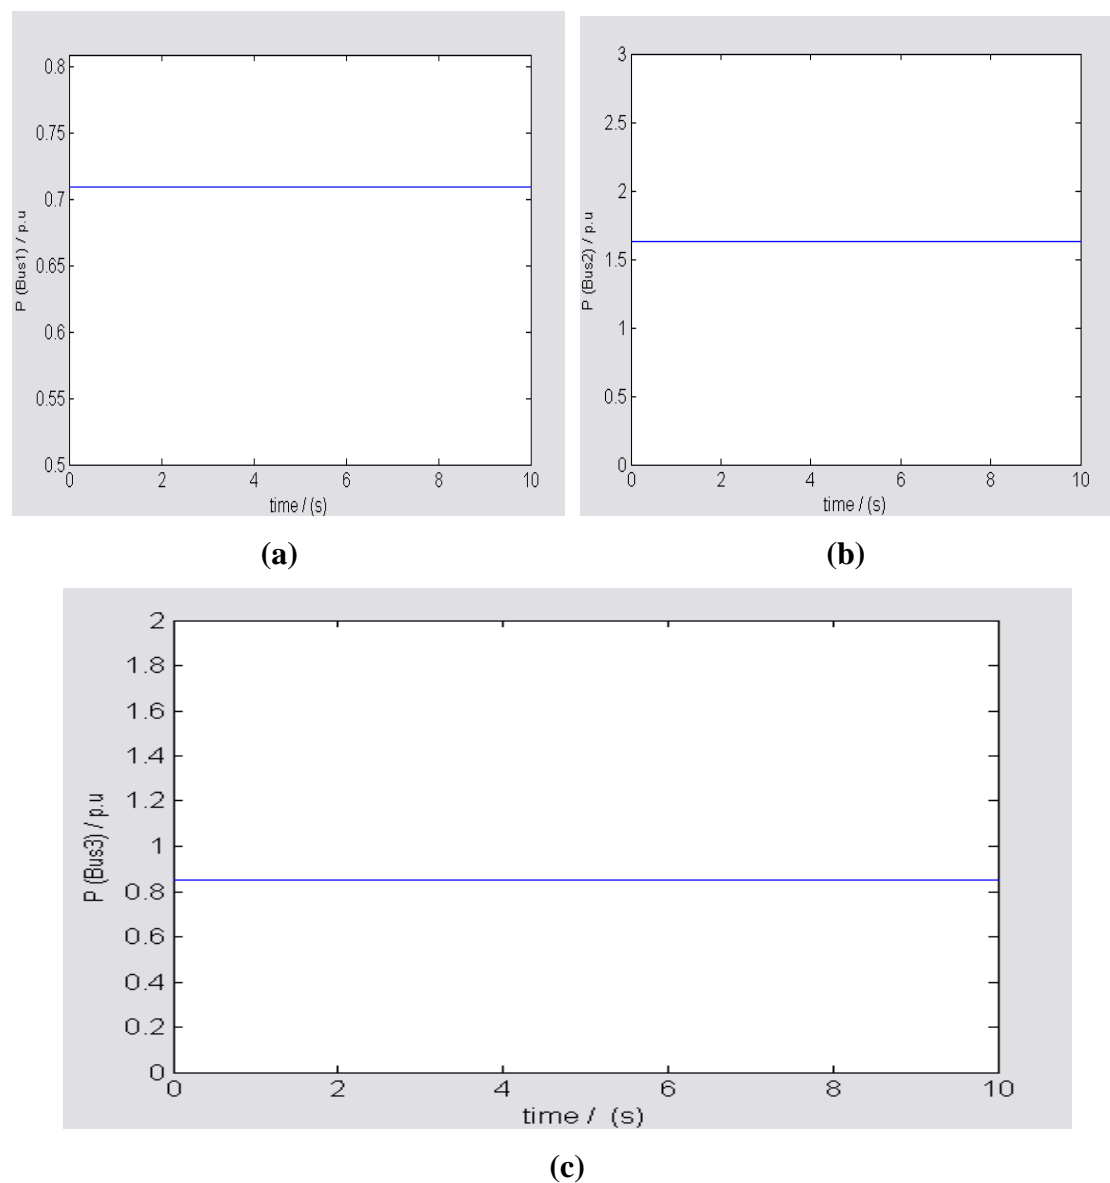 0.8
0.75
0.7
0.65
0.6
0.55
0.5
P (Bus1) / p.u
0 2 4 6 8 10
time / (s)
(a)
3
2.5
2
1.5
1
0.5
0
P (Bus2) / p.u
0 2 4 6 8 10
time / (s)
(b)
2
1.8
1.6
1.4
1.2
1
0.8
0.6
0.4
0.2
0
P (Bus3) / p.u
0 2 4 6 8 10
time / (s)
(c)